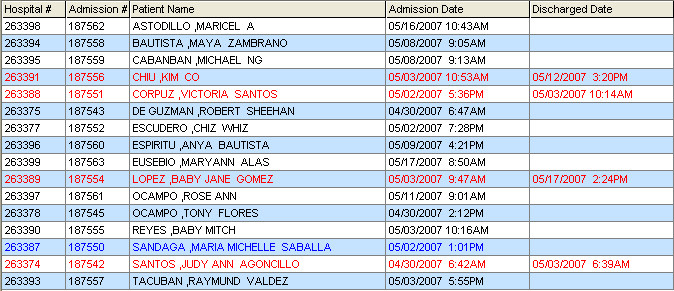 Hospital # Admission # Patient Name Admission Date Discharged Date
263398 187562 ASTODILLO ,MARICEL A 05/16/2007 10:43AM
263394 187558 BAUTISTA ,MAYA ZAMBRANO 05/08/2007 9:05AM
263395 187559 CABANBAN ,MICHAEL NG 05/08/2007 9:13AM
263391 187556 CHIU ,KIM CO 05/03/2007 10:53AM 05/12/2007 3:20PM
263388 187551 CORPUZ ,VICTORIA SANTOS 05/02/2007 5:36PM 05/03/2007 10:14AM
263375 187543 DE GUZMAN ,ROBERT SHEEHAN 04/30/2007 6:47AM
263377 187552 ESCUDERO ,CHIZ WHIZ 05/02/2007 7:28PM
263396 187560 ESPIRITU ,ANYA BAUTISTA 05/09/2007 4:21PM
263399 187563 EUSEBIO ,MARYANN ALAS 05/17/2007 8:50AM
263389 187554 LOPEZ ,BABY JANE GOMEZ 05/03/2007 9:47AM 05/17/2007 2:24PM
263397 187561 OCAMPO ,ROSE ANN 05/15/2007 9:01AM
263378 187545 OCAMPO ,TONY FLORES 04/30/2007 2:12PM
263390 187555 REYES ,BABY MITCH 05/03/2007 10:16AM
263387 187550 SANDAGA ,MARIA MICHELLE SABALLA 05/02/2007 1:01PM
263374 187542 SANTOS ,JUDY ANN AGONCILLO 04/30/2007 6:42AM 05/03/2007 6:39AM
263393 187557 TACUBAN ,RAYMUND VALDEZ 05/03/2007 5:55PM